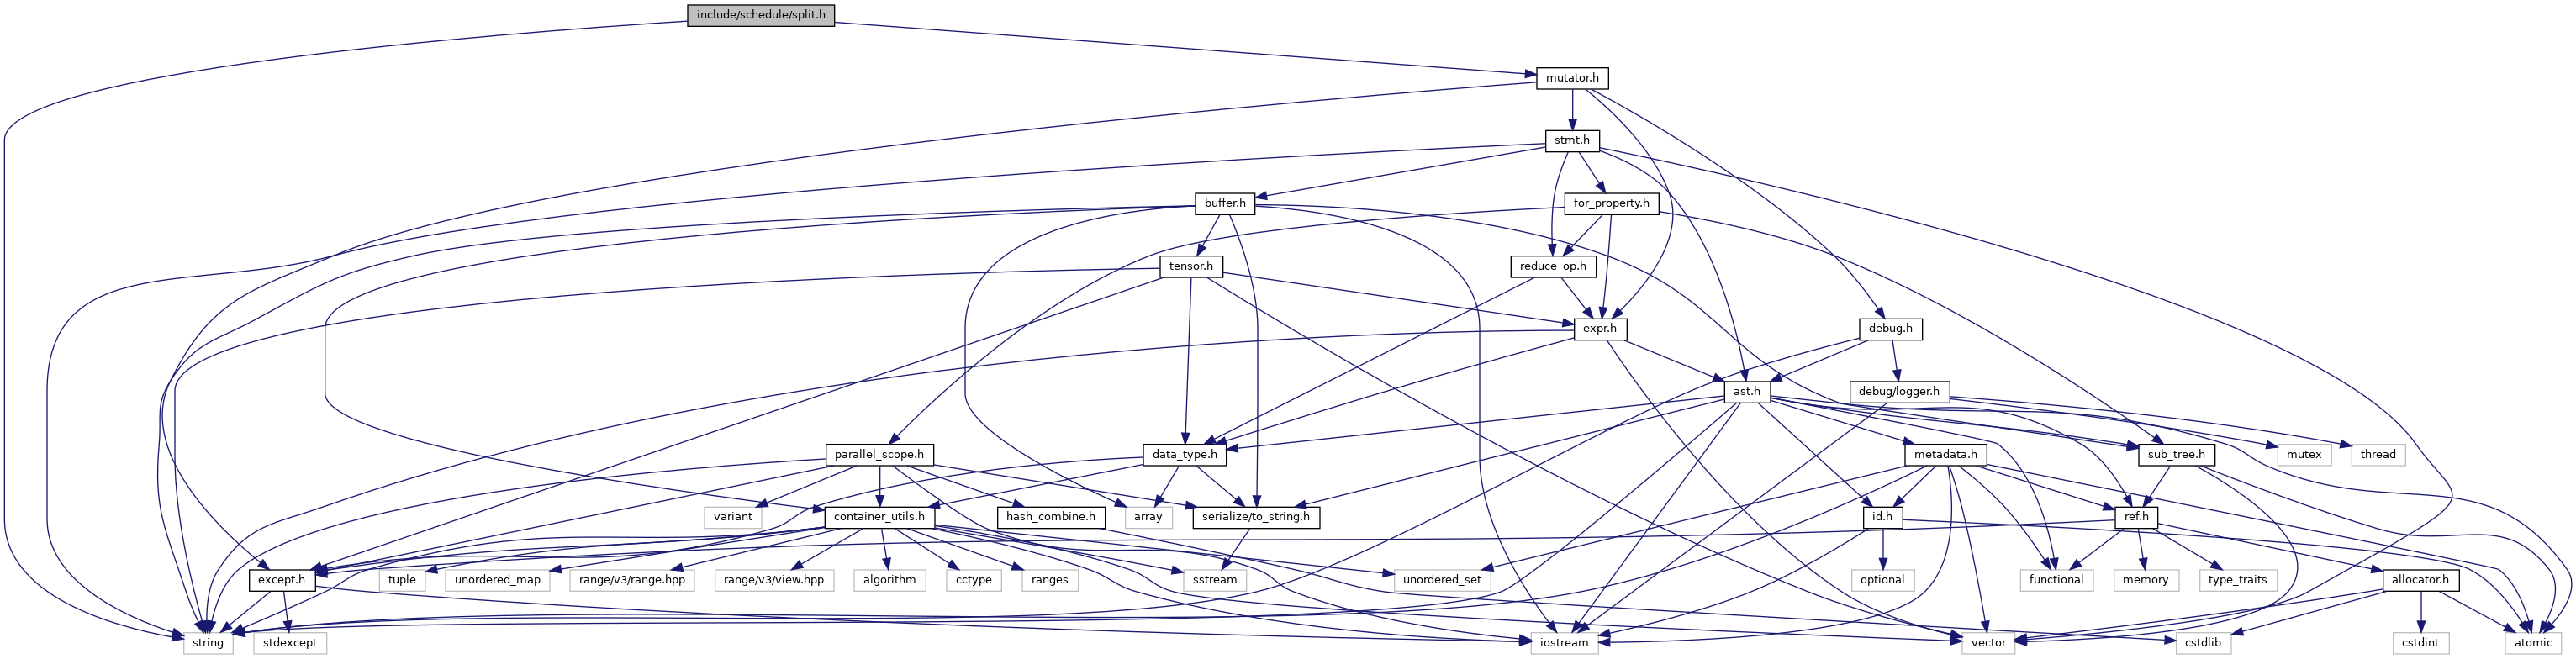 include/schedule/split.h
mutator.h
stmt.h
buffer.h
for_property.h
tensor.h
reduce_op.h
expr.h
debug.h
ast.h
debug/logger.h
parallel_scope.h
data_type.h
metadata.h
sub_tree.h
mutex
thread
variant
container_utils.h
hash_combine.h
array
serialize/to_string.h
id.h
ref.h
except.h
tuple
unordered_map
range/v3/range.hpp
range/v3/view.hpp
algorithm
cctype
ranges
sstream
unordered_set
optional
functional
memory
type_traits
allocator.h
string
stdexcept
iostream
vector
cstdlib
cstdint
atomic